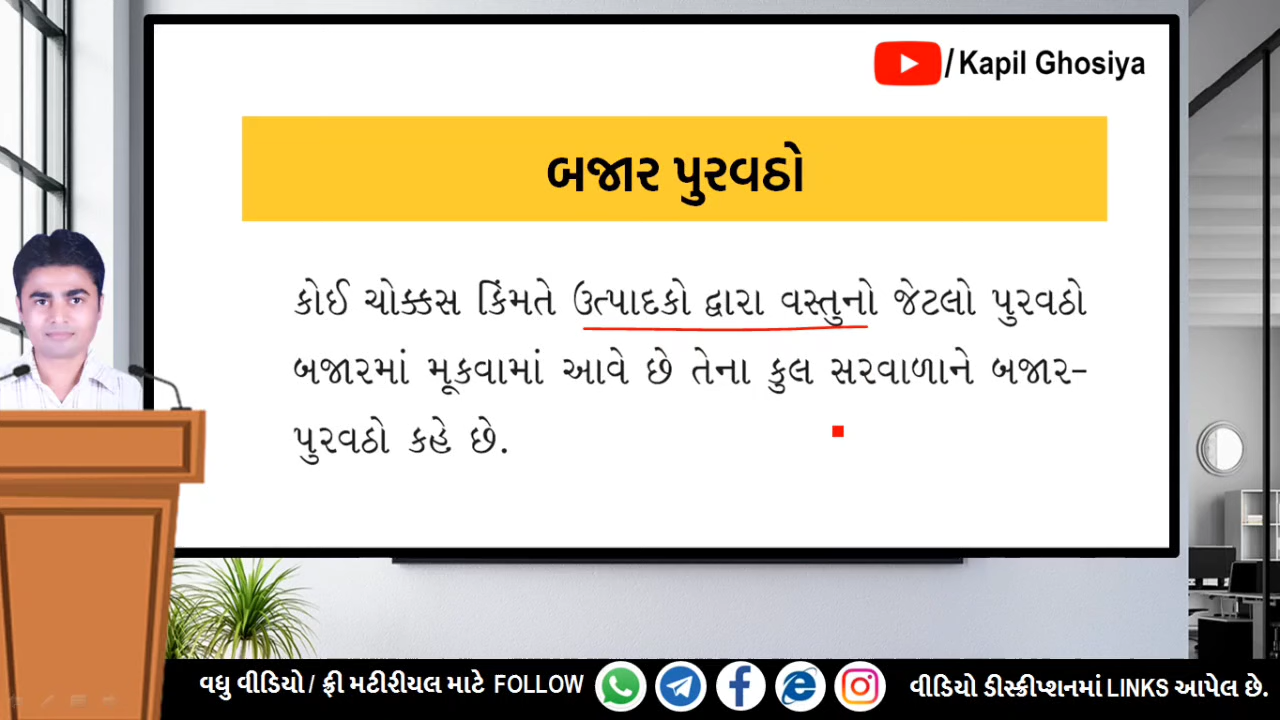 /Kapil Ghosiya
બજાર પુરવઠો
કોઈ ચોક્કસ કિંમતે ઉત્પાદકો દ્વારા વસ્તુનો જેટલો પુરવઠો
બજારમાં મૂકવામાં આવે છે તેના કુલ સરવાળાને બજાર-
પુરવઠો કહે છે.
વધુ વીડિયો / ફ્રી મટીરીયલ માટે FOLLOW
વીડિયો ડીસ્ક્રીપ્શનમાં LINKS આપેલ છે.